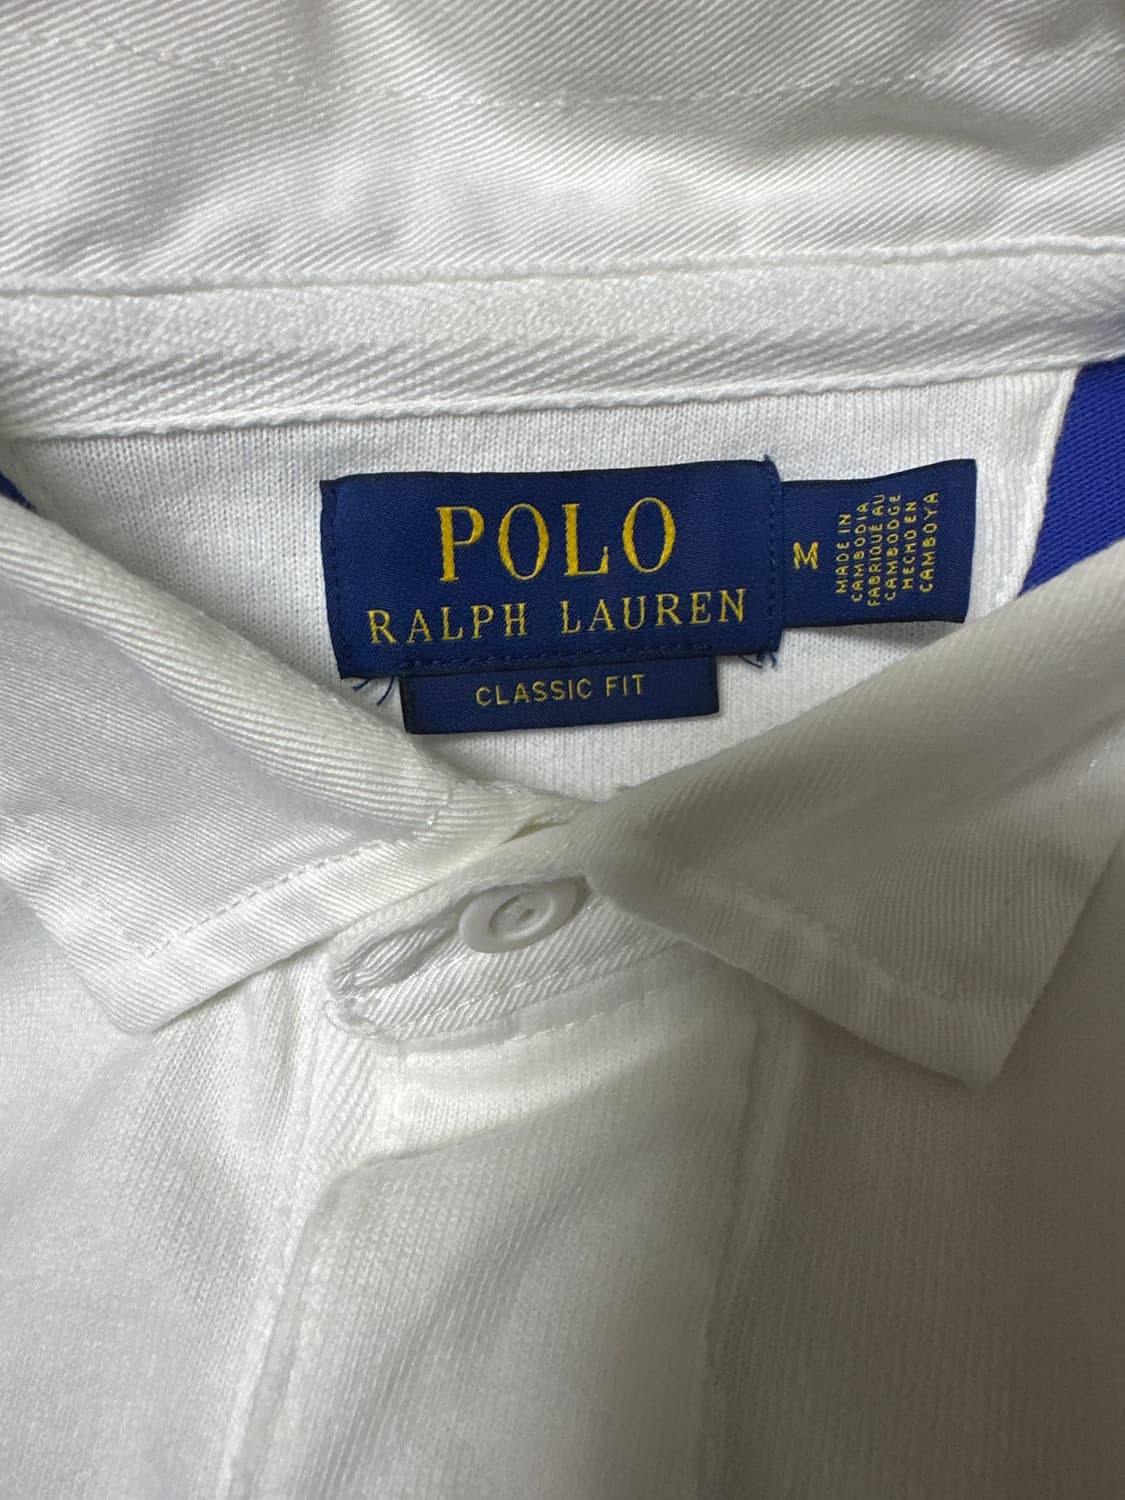 POLO
RALPH LAUREN
CLASSIC FIT
M
MADE IN
CAMBODIA
FABRIQUÉ AU
CAMBODGE
HECHO EN
CAMBOYA